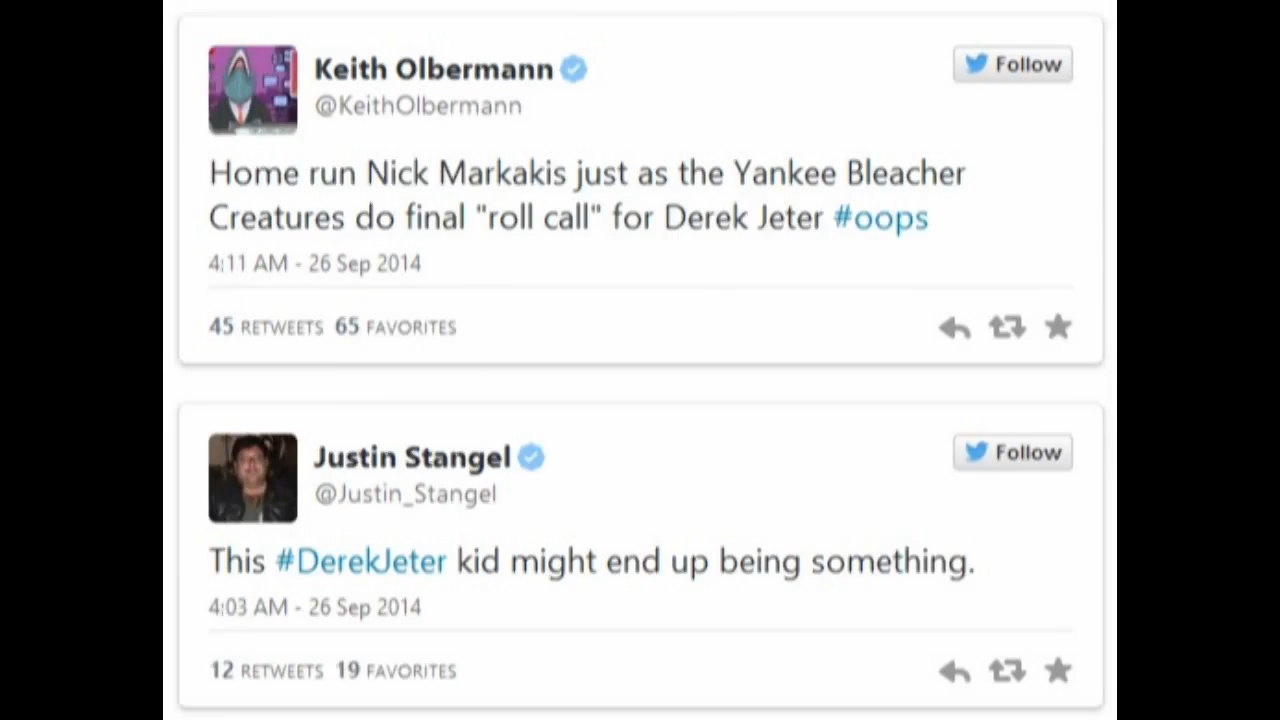 Keith Olbermann
Follow
@KeithOlbermann
Home run Nick Markakis just as the Yankee Bleacher
Creatures do final "roll call" for Derek Jeter #oops
4:11 AM - 26 Sep 2014
45 RETWEETS 65 FAVORITES
Justin Stangel
Follow
@Justin_Stangel
This #DerekJeter kid might end up being something.
4:03 AM - 26 Sep 2014
12 RETWEETS 19 FAVORITES